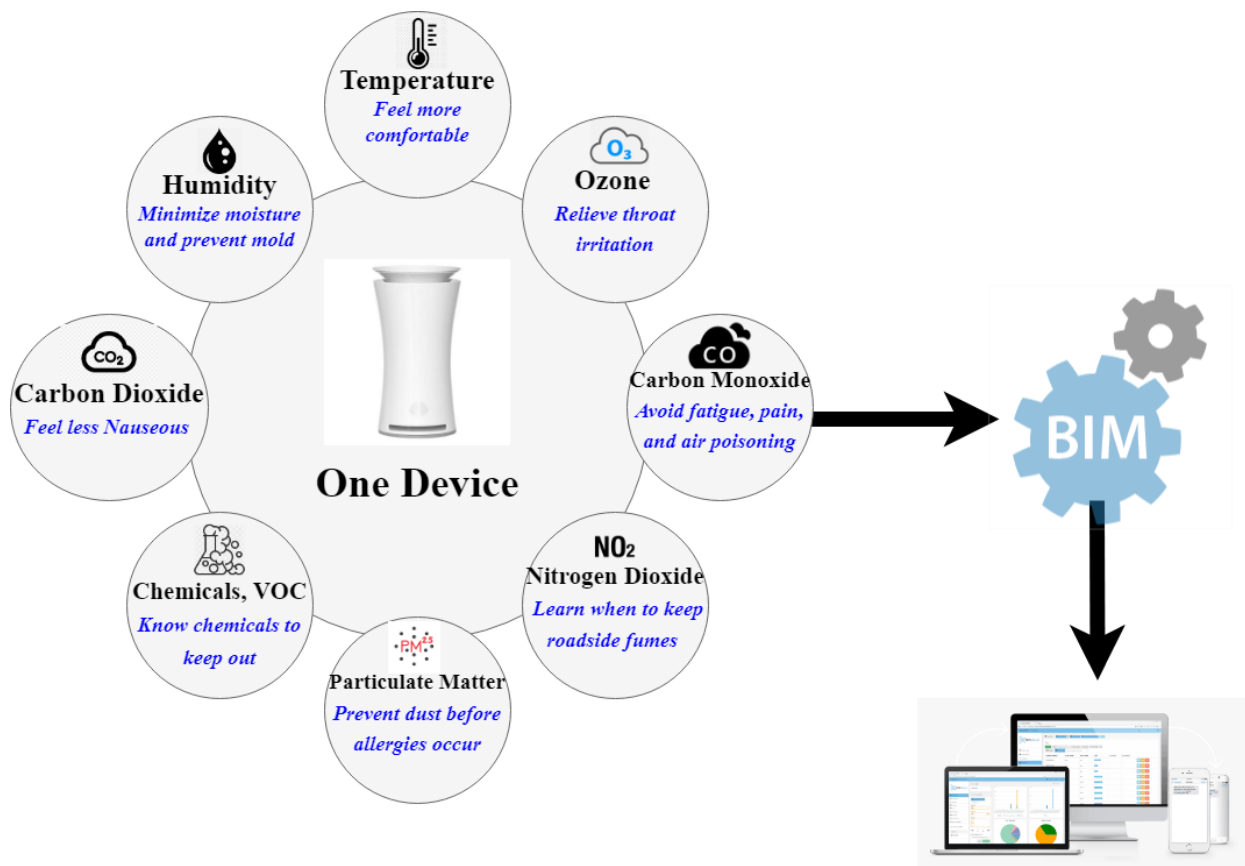 Temperature
Feel more
comfortable
O3
Ozone
Relieve throat
irritation
Humidity
Minimize moisture
and prevent mold
CO2
Carbon Dioxide
Feel less Nauseous
CO
Carbon Monoxide
Avoid fatigue, pain,
and air poisoning
One Device
BIM
Chemicals, VOC
Know chemicals to
keep out
NO2
Nitrogen Dioxide
Learn when to keep
roadside fumes
PM2.5
Particulate Matter
Prevent dust before
allergies occur